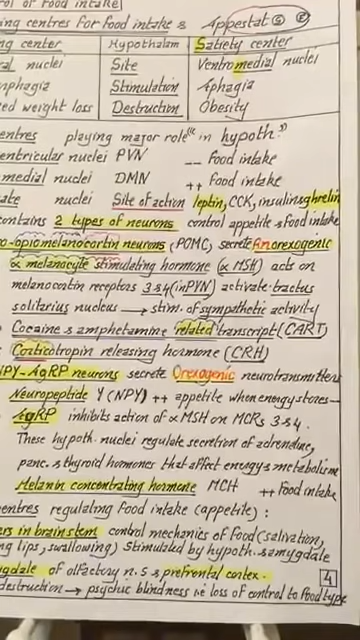 rol of Food intake
ing centres for food intake & Appestat
ng center Hypothalam Satiety center
ral nuclei Site Ventromedial nuclei
phagia Stimulation Aphagia
ed weight loss Destruction Obesity
entres playing major role in hypoth
entricular nuclei PVN -- Food intake
medial nuclei DMN ++ Food intake
ate nuclei Site of action leptin, CCK, insulin & ghrelin
contains 2 types of neurons control appetite & food intake
o-opiomelanocortin neurons (POMC) secrete Anorexogenic
α melanocyte stimulating hormone (α MSH) acts on
melanocortin receptors 3&4 (in PVN) activate tractus
solitarius nucleus → stim. of sympathetic activity
Cocaine & amphetamine related transcript (CART)
Corticotropin releasing hormone (CRH)
NPY-AgRP neurons secrete Orexogenic neurotransmitters
Neuropeptide Y (NPY) ++ appetite when energy stores--
AgRP inhibits action of α MSH on MCRs 3&4.
These hypoth. nuclei regulate secretion of adrenaline,
panc. & thyroid hormones that affect energy & metabolism
Melanin concentrating hormone MCH ++ Food intake
entres regulating Food intake (appetite) :
ers in brainstem control mechanics of food (salivation,
ng lips, swallowing) Stimulated by hypoth. & amygdale
gdale of olfactory n.S & prefrontal cortex.
destruction → psychic blindness i.e loss of control to food type
4